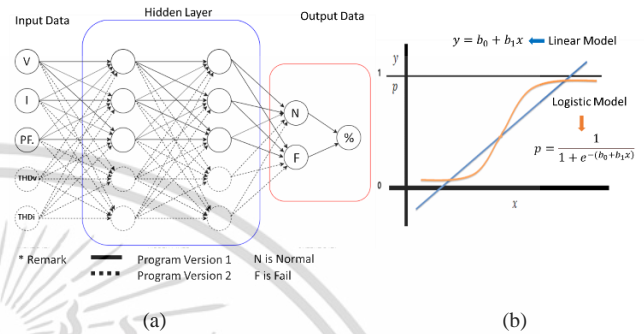 Input Data
Hidden Layer
Output Data
V
I
PF.
THDv
THDi
N
F
%
* Remark
Program Version 1
N is Normal
Program Version 2
F is Fail
(a)
y = b₀ + b₁x
Linear Model
y
1
p
Logistic Model
p = 1 / 1 + e^−(b₀+b₁x)
0
x
(b)